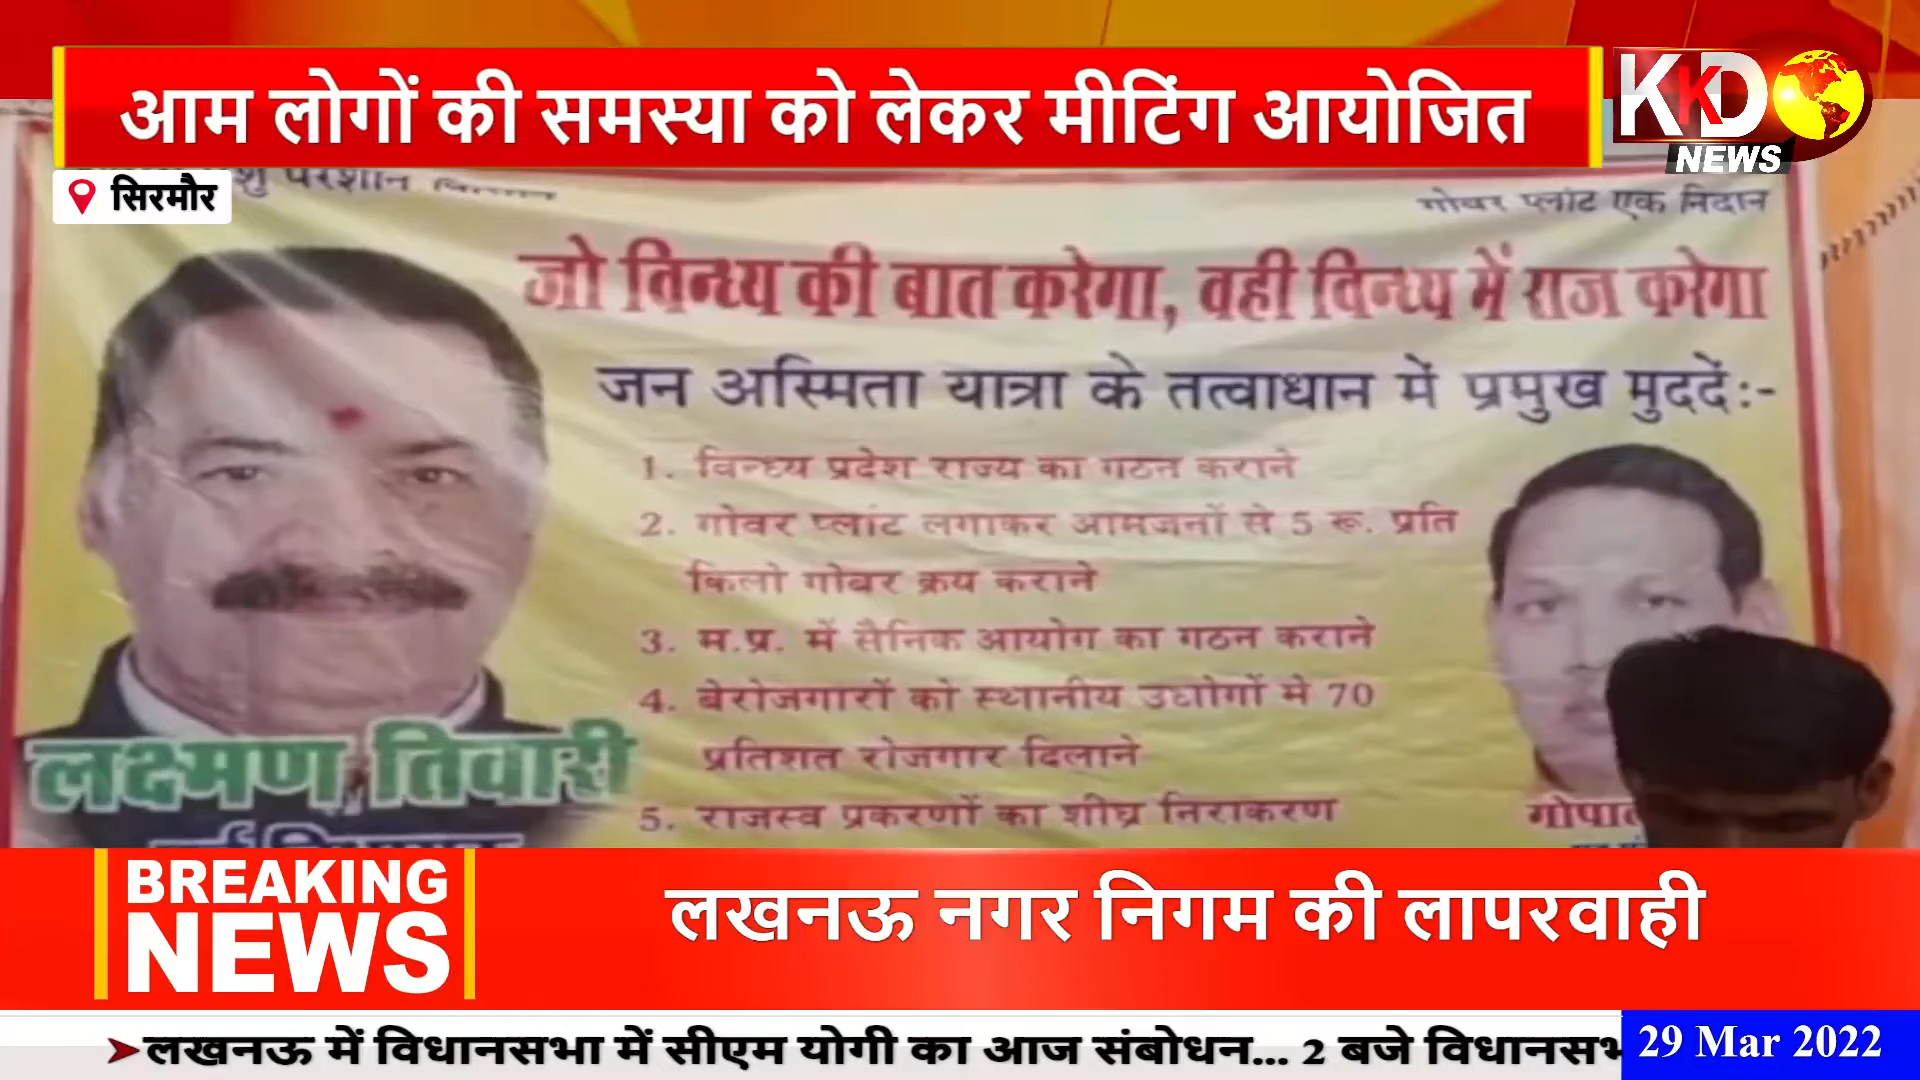 आम लोगों की समस्या को लेकर मीटिंग आयोजित
KKD
NEWS
सिरमौर
परेशान
गोबर प्लांट एक निदान
जो विन्ध्य की बात करेगा, वही विन्ध्य में राज करेगा
जन अस्मिता यात्रा के तत्वाधान में प्रमुख मुददें:-
1. विन्ध्य प्रदेश राज्य का गठन कराने
2. गोवर प्लांट लगाकर आमजनों से 5 रू. प्रति
किलो गोबर क्रय कराने
3. म.प्र. में सैनिक आयोग का गठन कराने
4. बेरोजगारों को स्थानीय उद्योगों मे 70
प्रतिशत रोजगार दिलाने
5. राजस्व प्रकरणों का शीघ्र निराकरण
लक्ष्मण तिवारी
BREAKING
NEWS
लखनऊ नगर निगम की लापरवाही
लखनऊ में विधानसभा में सीएम योगी का आज संबोधन... 2 बजे
29 Mar 2022